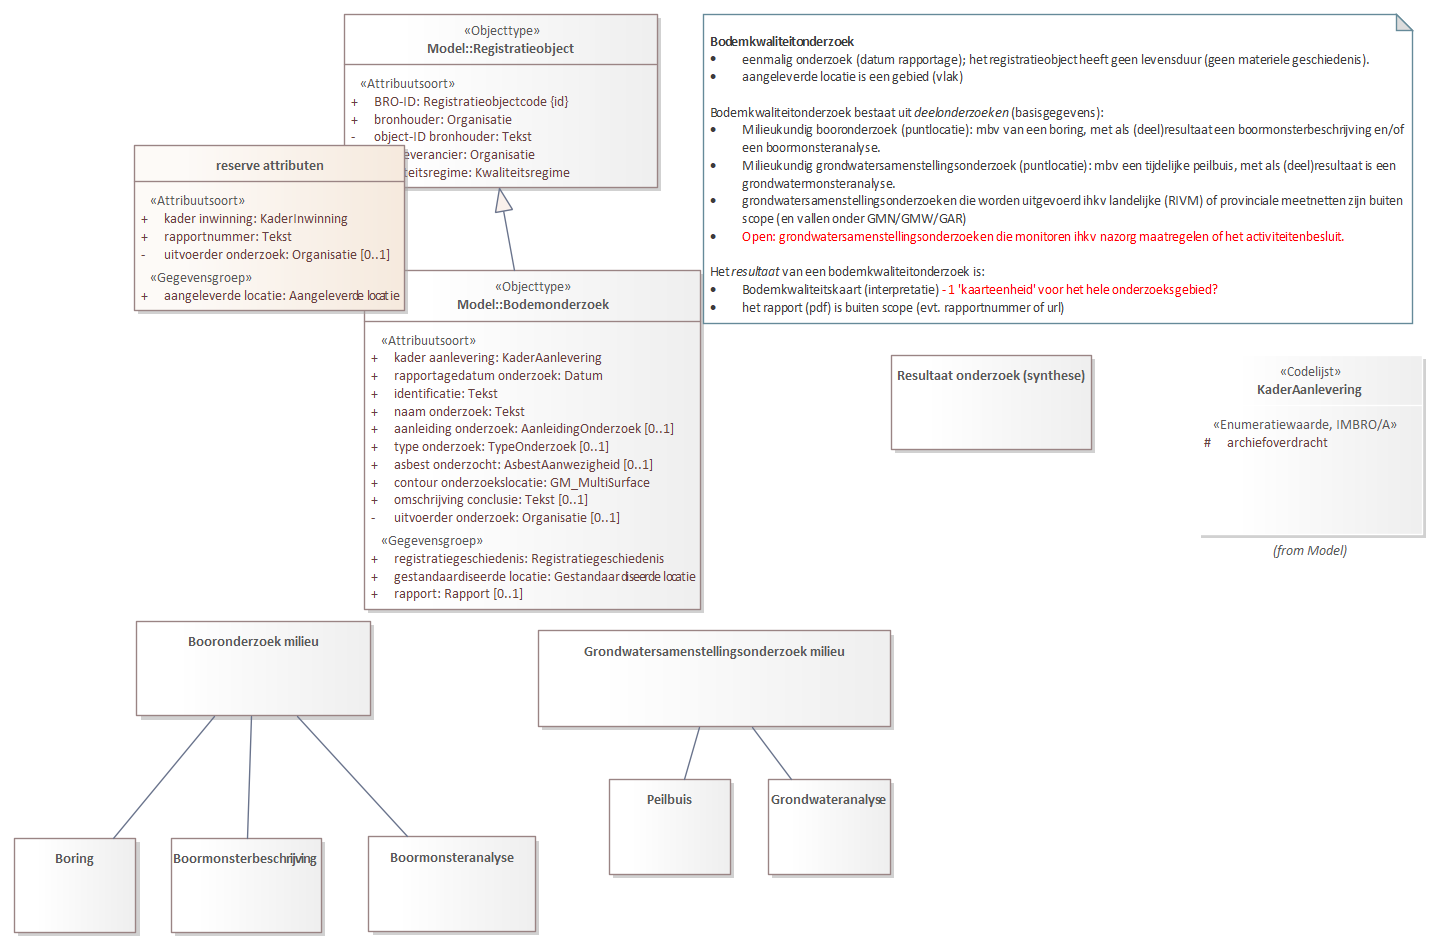 «Objecttype»
Model::Registratieobject
«Attribuutsoort»
+ BRO-ID: Registratieobjectcode {id}
+ bronhouder: Organisatie
- object-ID bronhouder: Tekst
everancier: Organisatie
teitsregime: Kwaliteitsregime
reserve attributen
«Attribuutsoort»
+ kader inwinning: KaderInwinning
+ rapportnummer: Tekst
- uitvoerder onderzoek: Organisatie [0..1]
«Gegevensgroep»
+ aangeleverde locatie: Aangeleverde locatie
Bodemkwaliteitonderzoek
• eenmalig onderzoek (datum rapportage); het registratieobject heeft geen levensduur (geen materiele geschiedenis).
• aangeleverde locatie is een gebied (vlak)
Bodemkwaliteitonderzoek bestaat uit deelonderzoeken (basisgegevens):
• Milieukundig booronderzoek (puntlocatie): mbv van een boring, met als (deel)resultaat een boormonsterbeschrijving en/of
een boormonsteranalyse.
• Milieukundig grondwatersamenstellingsonderzoek (puntlocatie): mbv een tijdelijke peilbuis, met als (deel)resultaat is een
grondwatermonsteranalyse.
• grondwatersamenstellingsonderzoeken die worden uitgevoerd ihkv landelijke (RIVM) of provinciale meetnetten zijn buiten
scope (en vallen onder GMN/GMW/GAR)
• Open: grondwatersamenstellingsonderzoeken die monitoren ihkv nazorg maatregelen of het activiteitenbesluit.
Het resultaat van een bodemkwaliteitonderzoek is:
• Bodemkwaliteitskaart (interpretatie) - 1 'kaarteenheid' voor het hele onderzoeksgebied?
• het rapport (pdf) is buiten scope (evt. rapportnummer of url)
«Objecttype»
Model::Bodemonderzoek
«Attribuutsoort»
+ kader aanlevering: KaderAanlevering
+ rapportagedatum onderzoek: Datum
+ identificatie: Tekst
+ naam onderzoek: Tekst
+ aanleiding onderzoek: AanleidingOnderzoek [0..1]
+ type onderzoek: TypeOnderzoek [0..1]
+ asbest onderzocht: AsbestAanwezigheid [0..1]
+ contour onderzoekslocatie: GM_MultiSurface
+ omschrijving conclusie: Tekst [0..1]
- uitvoerder onderzoek: Organisatie [0..1]
«Gegevensgroep»
+ registratiegeschiedenis: Registratiegeschiedenis
+ gestandaardiseerde locatie: Gestandaardiseerde locatie
+ rapport: Rapport [0..1]
Resultaat onderzoek (synthese)
«Codelijst»
KaderAanlevering
«Enumeratiewaarde, IMBRO/A»
# archiefoverdracht
(from Model)
Booronderzoek milieu
Grondwatersamenstellingsonderzoek milieu
Peilbuis
Grondwateranalyse
Boring
Boormonsterbeschrijving
Boormonsteranalyse